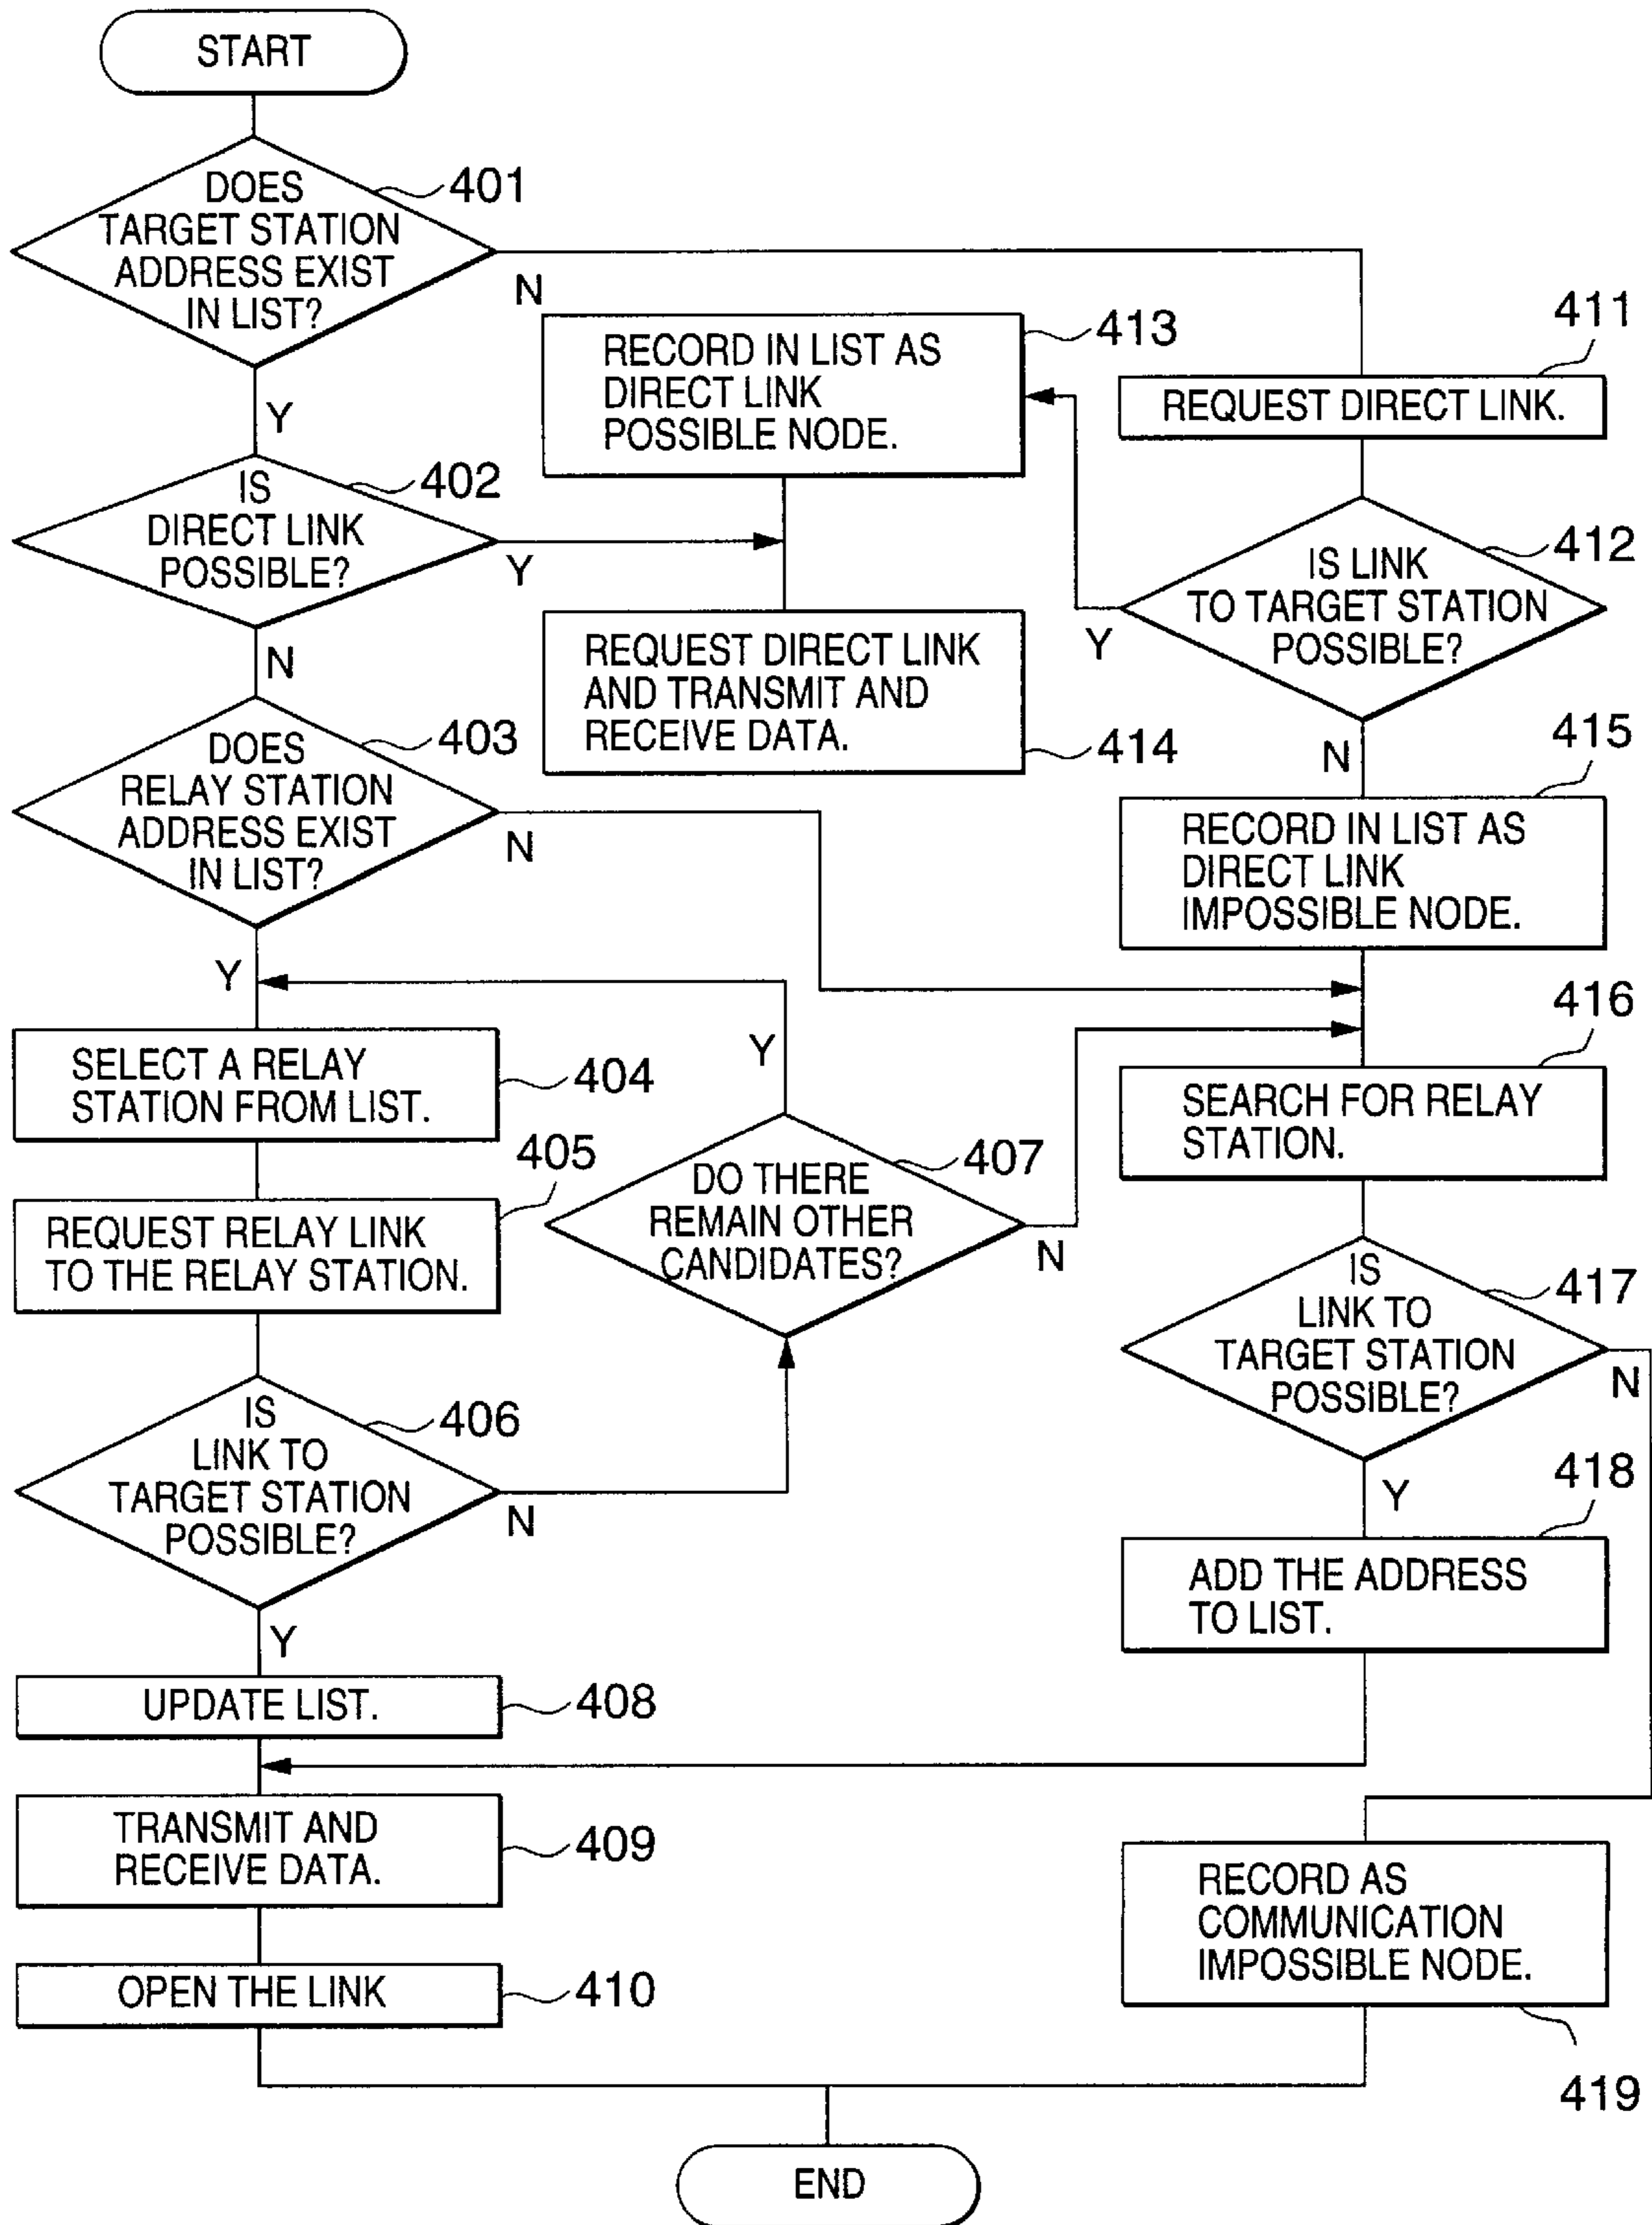 START
DOES
TARGET STATION
ADDRESS EXIST
IN LIST?
401
N
Y
IS
DIRECT LINK
POSSIBLE?
402
Y
N
DOES
RELAY STATION
ADDRESS EXIST
IN LIST?
403
N
Y
SELECT A RELAY
STATION FROM LIST.
404
REQUEST RELAY LINK
TO THE RELAY STATION.
405
IS
LINK TO
TARGET STATION
POSSIBLE?
406
N
Y
DO THERE
REMAIN OTHER
CANDIDATES?
407
Y
N
UPDATE LIST.
408
TRANSMIT AND
RECEIVE DATA.
409
OPEN THE LINK
410
REQUEST DIRECT LINK.
411
IS LINK
TO TARGET STATION
POSSIBLE?
412
Y
N
RECORD IN LIST AS
DIRECT LINK
POSSIBLE NODE.
413
REQUEST DIRECT LINK
AND TRANSMIT AND
RECEIVE DATA.
414
RECORD IN LIST AS
DIRECT LINK
IMPOSSIBLE NODE.
415
SEARCH FOR RELAY
STATION.
416
IS
LINK TO
TARGET STATION
POSSIBLE?
417
N
Y
ADD THE ADDRESS
TO LIST.
418
RECORD AS
COMMUNICATION
IMPOSSIBLE NODE.
419
END